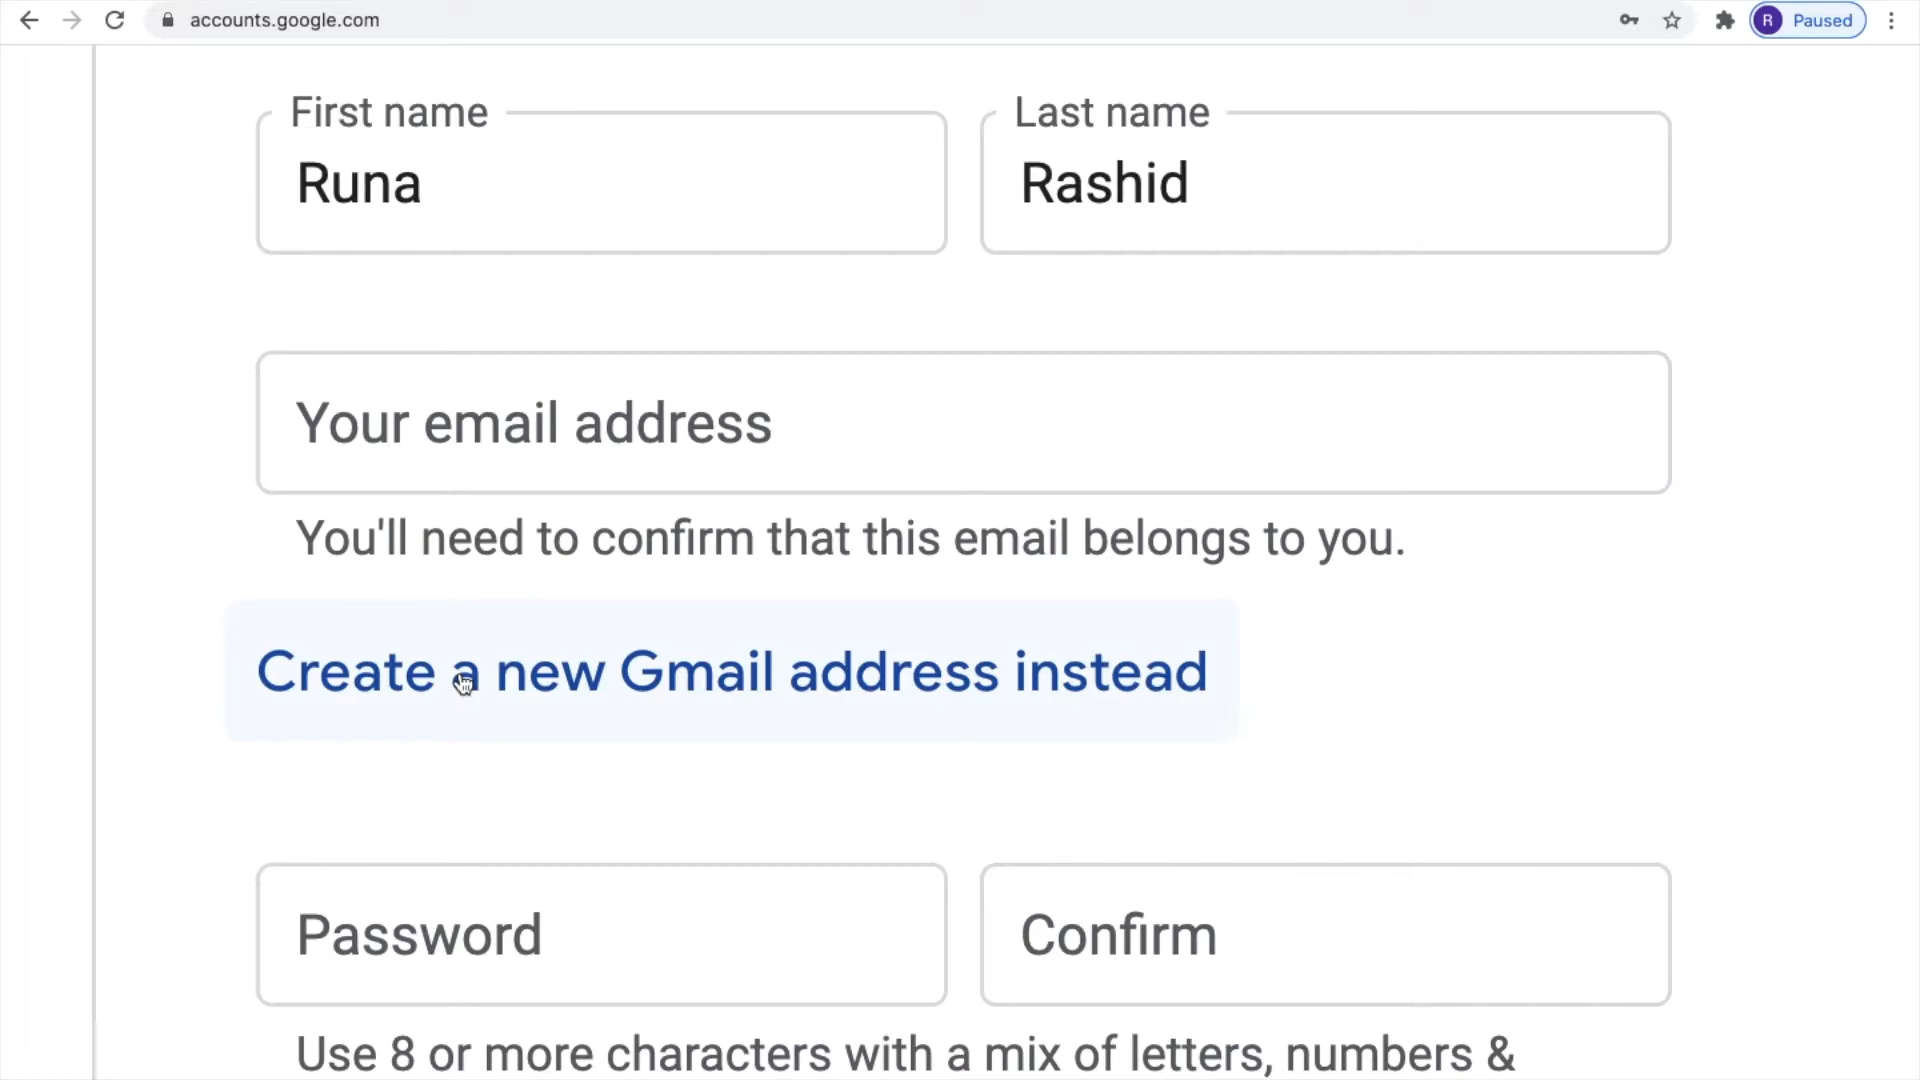 accounts.google.com
R Paused
First name
Last name
Runa
Rashid
Your email address
You'll need to confirm that this email belongs to you.
Create a new Gmail address instead
Password
Confirm
Use 8 or more characters with a mix of letters, numbers &